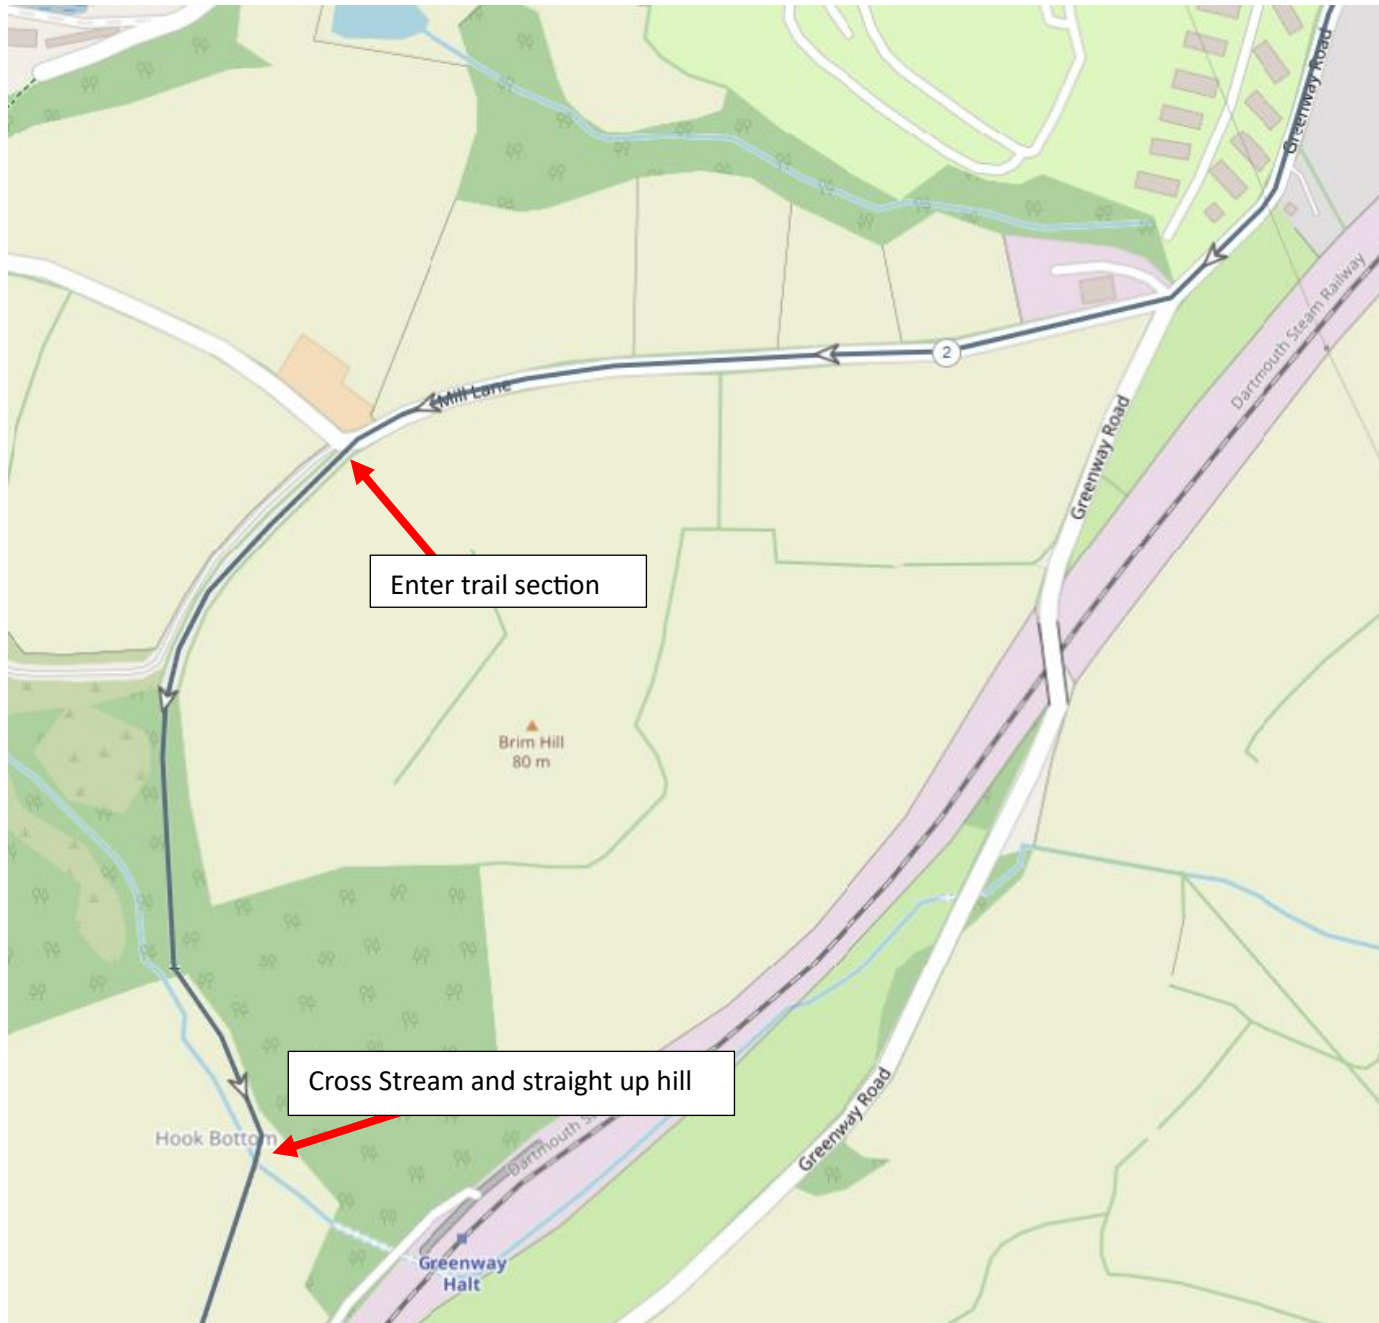 Greenway Road
Dartmouth Steam Railway
2
Mill Lane
Greenway Road
Enter trail section
Brim Hill
80 m
Cross Stream and straight up hill
Greenway Road
Hook Bottom
Dartmouth
Greenway
Halt